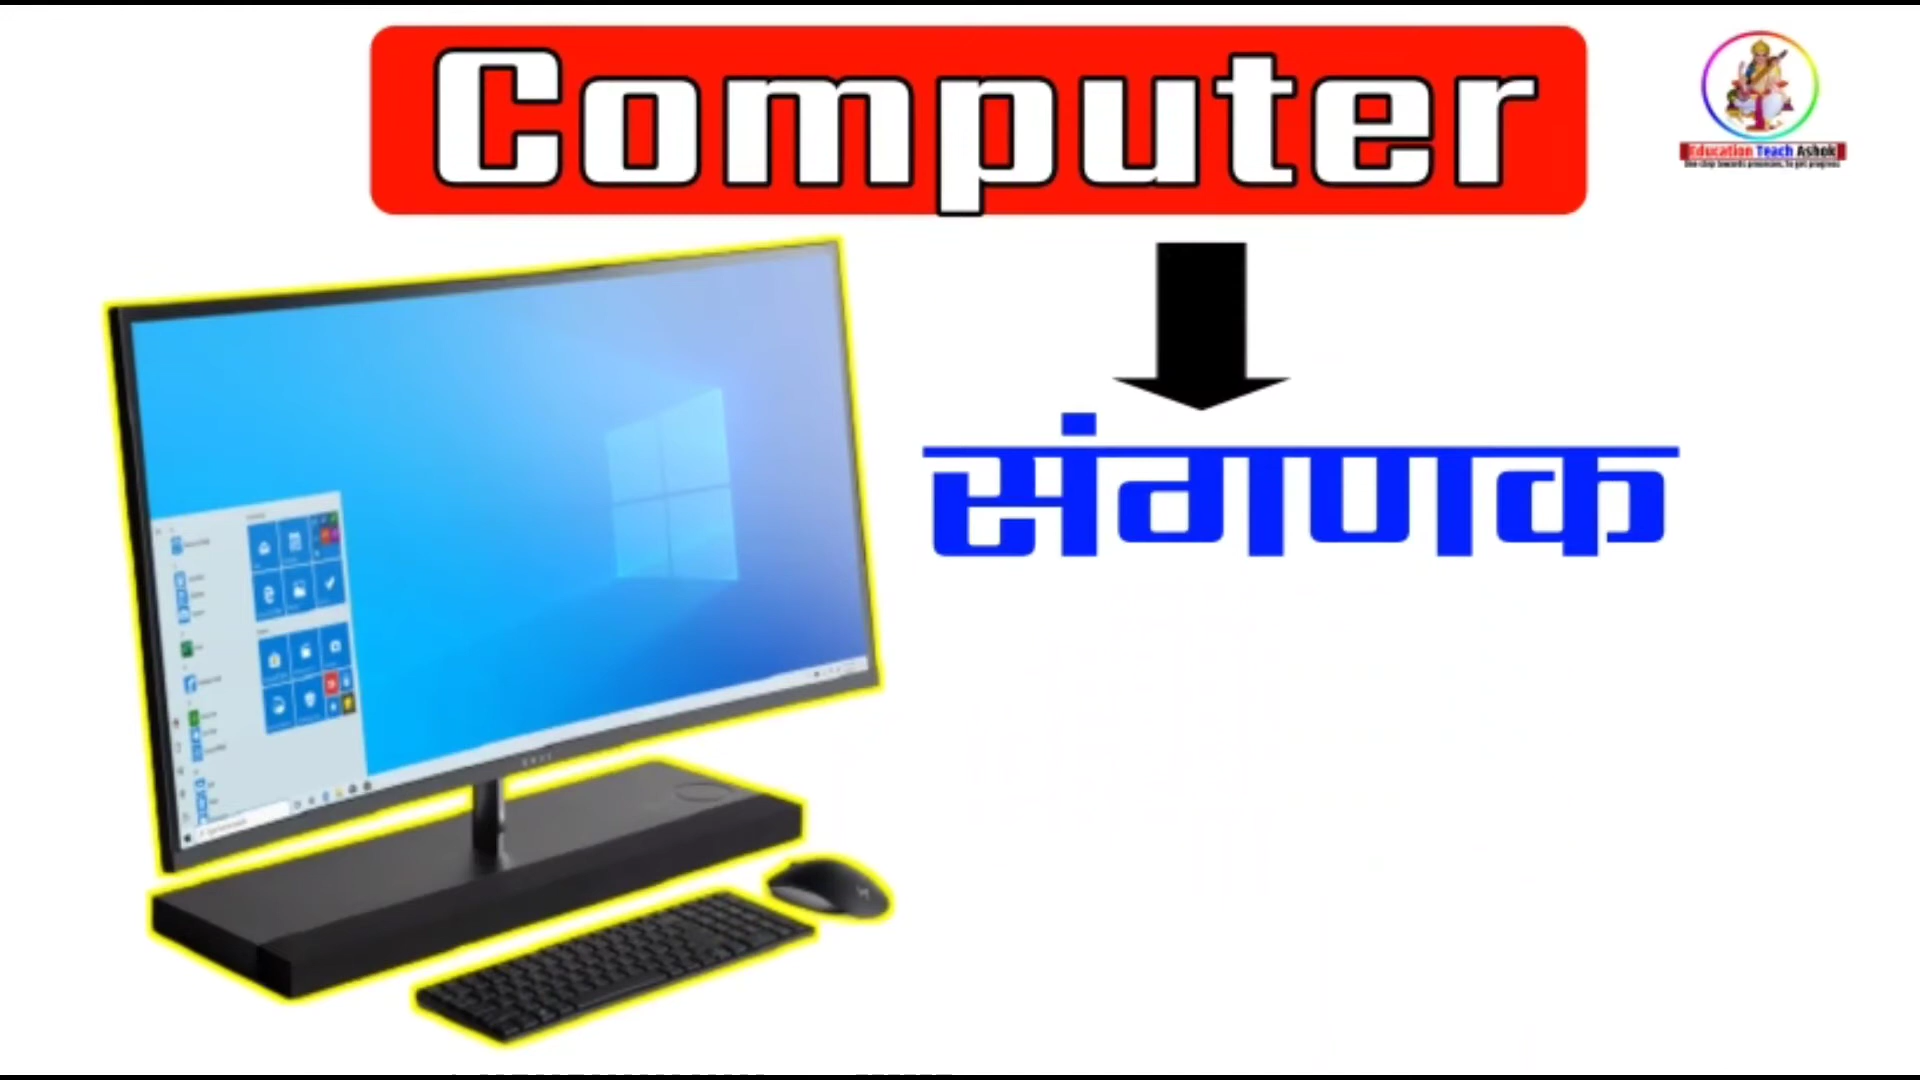 Computer
Education Teach Ashok
संगणक